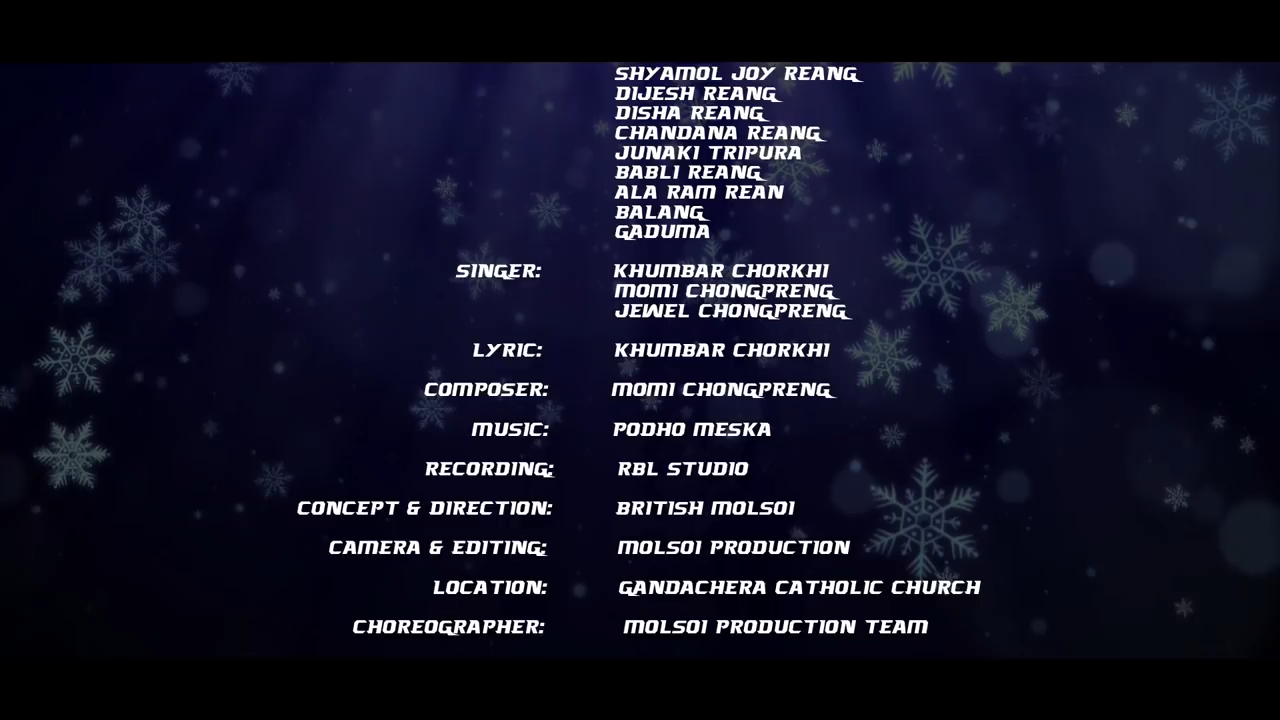 SHYAMOL JOY REANG
DIJESH REANG
DISHA REANG
CHANDANA REANG
JUNAKI TRIPURA
BABLI REANG
ALA RAM REAN
BALANG
GADUMA
SINGER: KHUMBAR CHORKHI
MOMI CHONGPRENG
JEWEL CHONGPRENG
LYRIC: KHUMBAR CHORKHI
COMPOSER: MOMI CHONGPRENG
MUSIC: PODHO MESKA
RECORDING: RBL STUDIO
CONCEPT & DIRECTION: BRITISH MOLSOI
CAMERA & EDITING: MOLSOI PRODUCTION
LOCATION: GANDACHERA CATHOLIC CHURCH
CHOREOGRAPHER: MOLSOI PRODUCTION TEAM